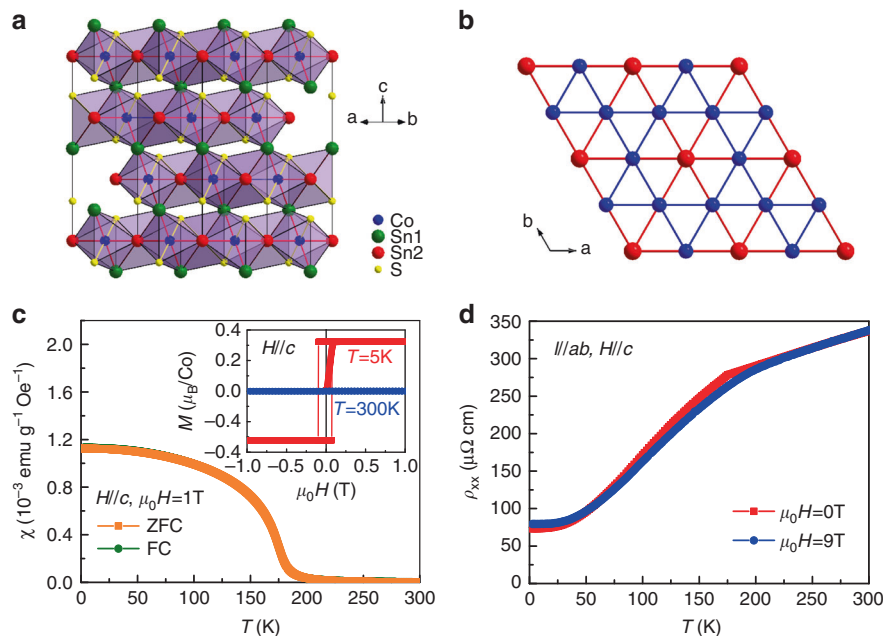 a
c
a
b
Co
Sn1
Sn2
S
b
b
a
c
χ (10⁻³ emu g⁻¹ Oe⁻¹)
2.0
1.6
1.2
0.8
0.4
0.0
0 50 100 150 200 250 300
T (K)
H//c, μ₀H=1T
ZFC
FC
M (μB/Co)
0.4
0.2
0.0
−0.2
−0.4
−1.0 −0.5 0.0 0.5 1.0
μ₀H (T)
H//c
T=5K
T=300K
d
ρxx (μΩ cm)
350
300
250
200
150
100
50
0
0 50 100 150 200 250 300
T (K)
I//ab, H//c
μ₀H=0T
μ₀H=9T